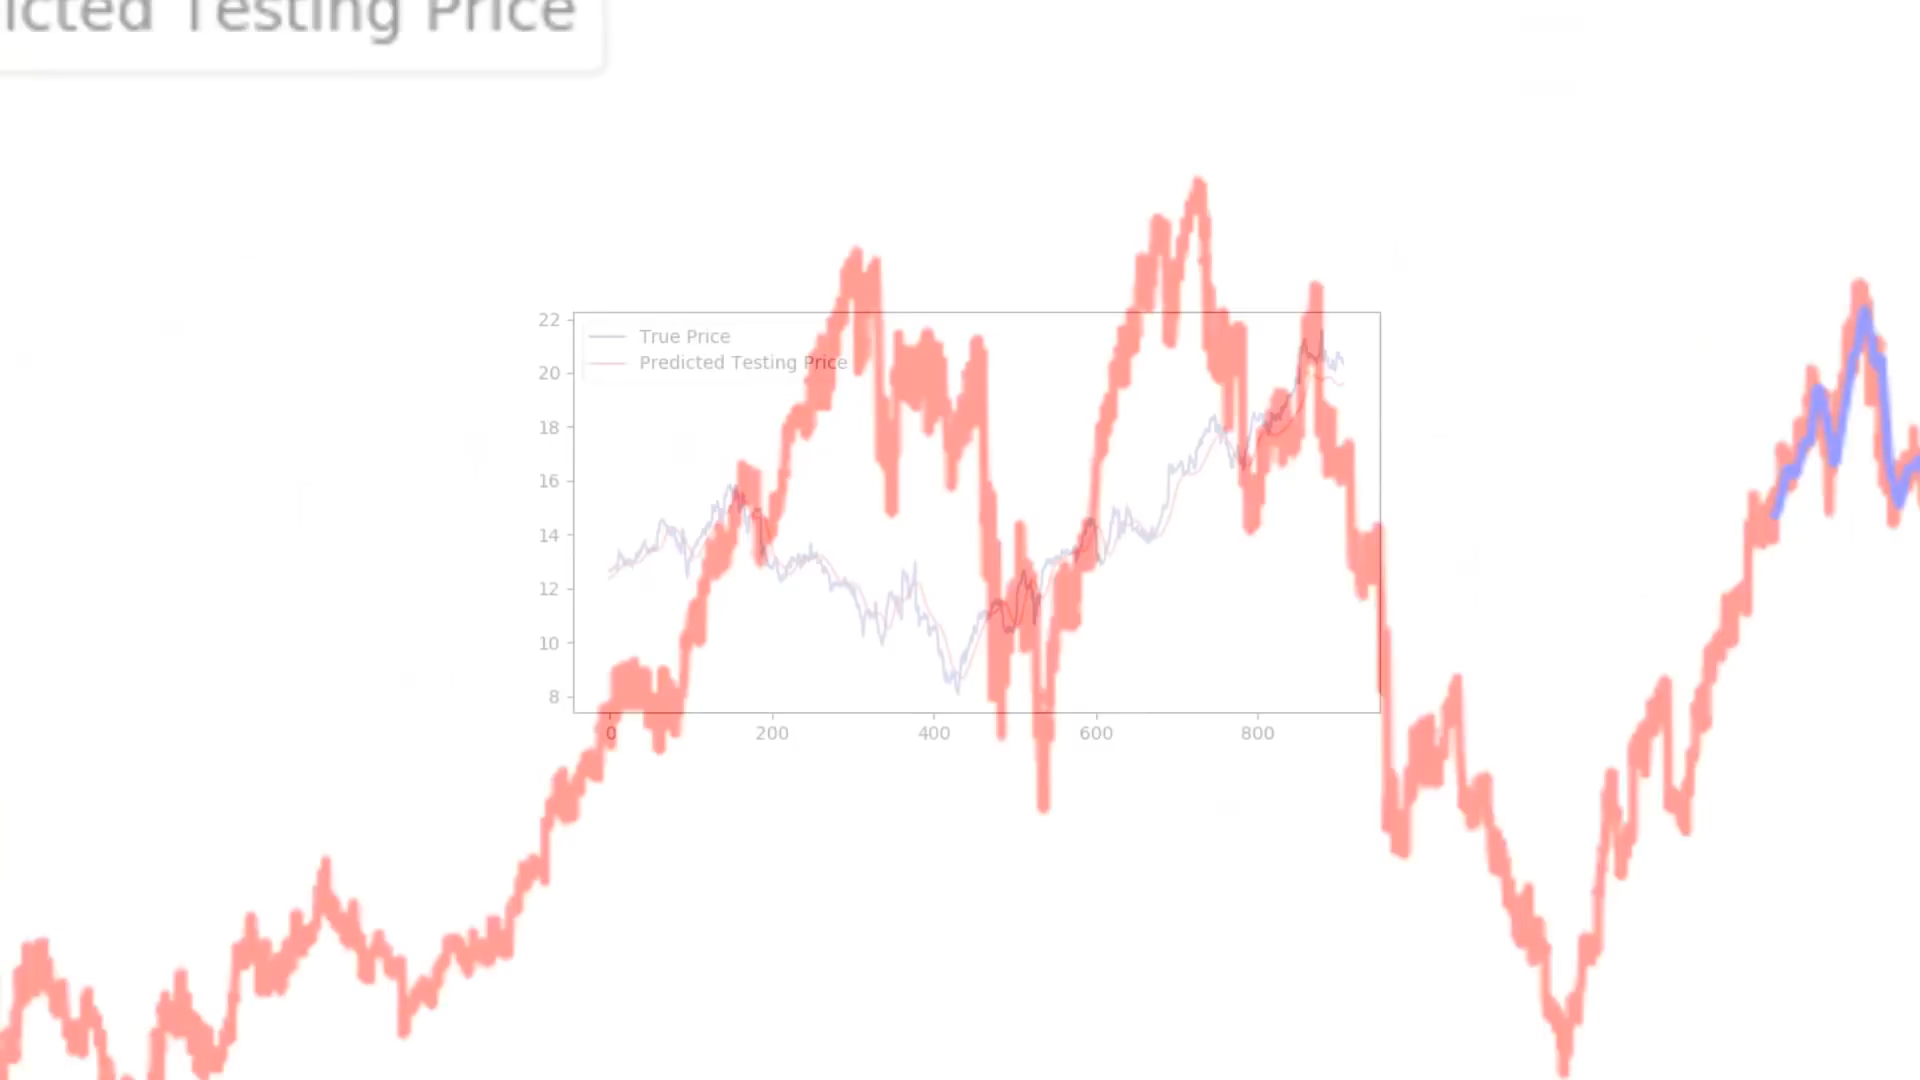 icted Testing Price
22
True Price
Predicted Testing Price
20
18
16
14
12
10
8
0 200 400 600 800